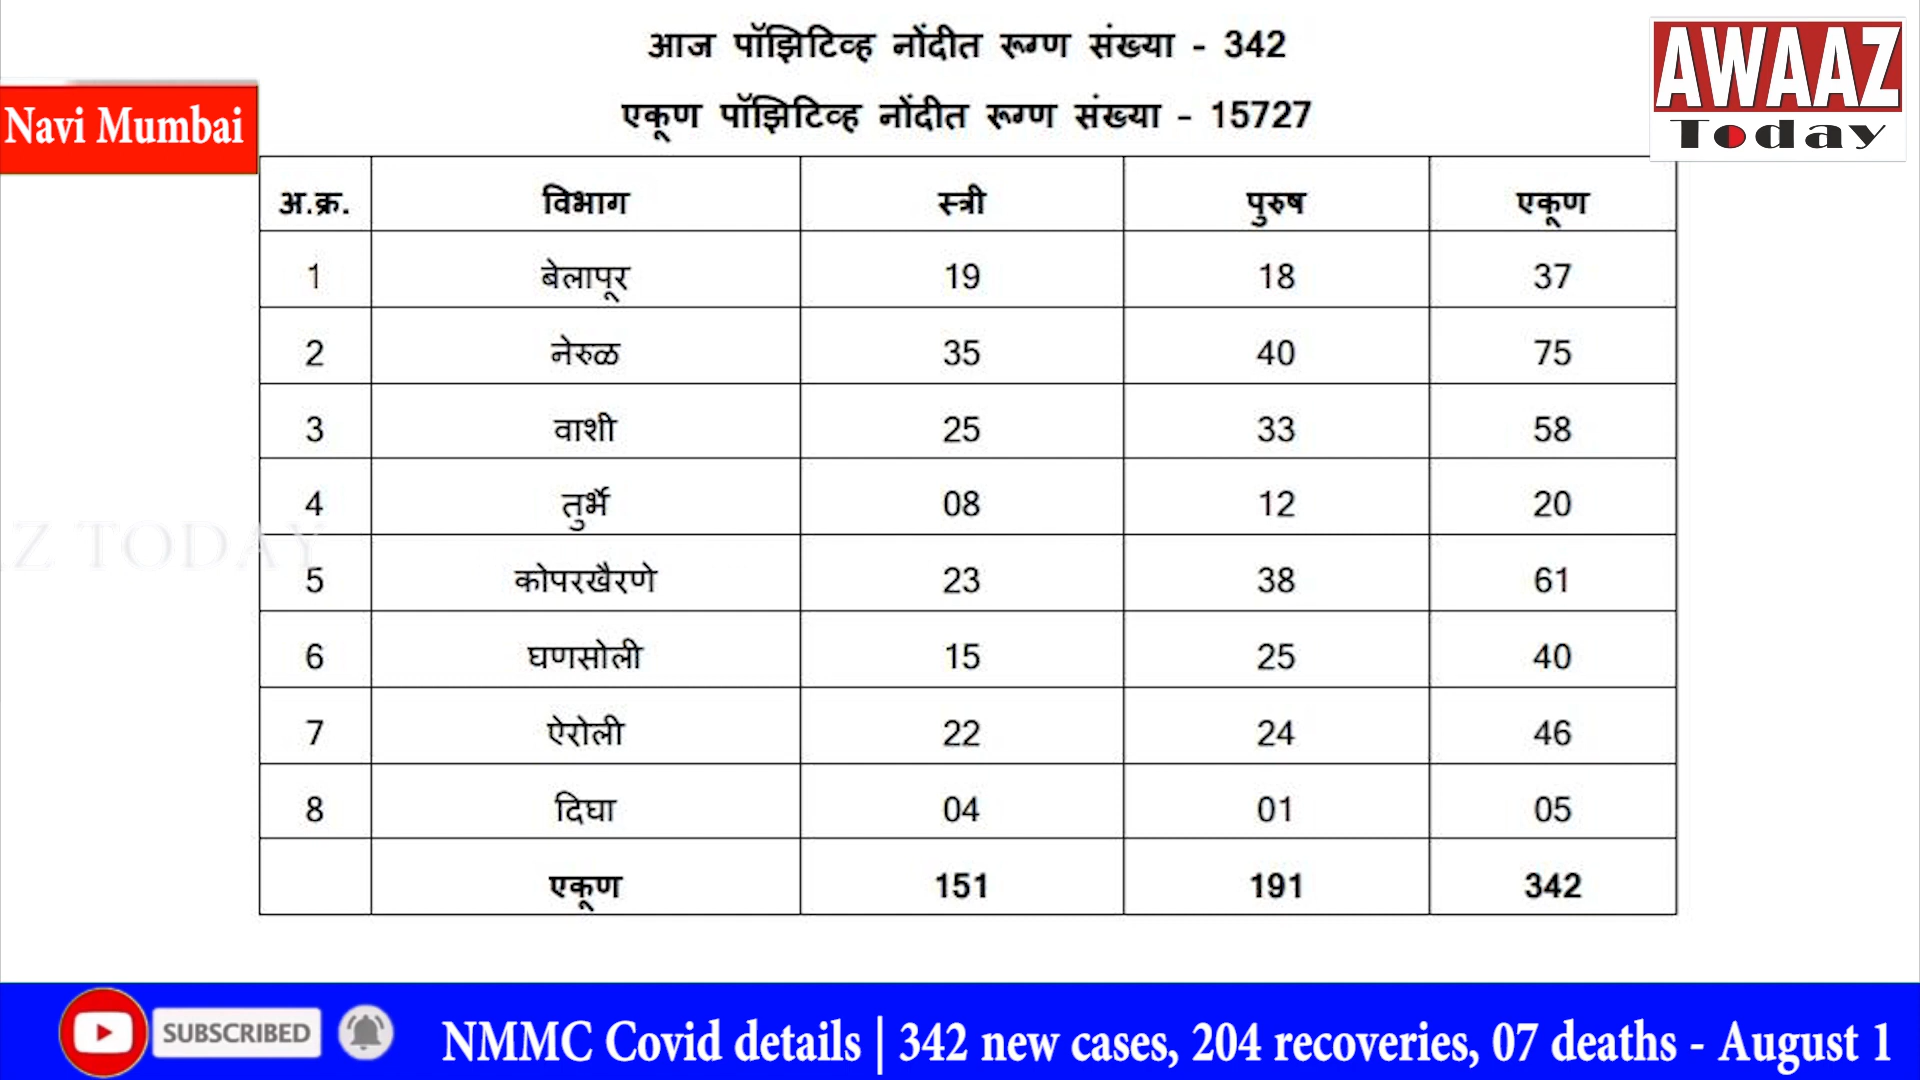 आज पॉझिटिव्ह नोंदीत रूग्ण संख्या - 342
एकूण पॉझिटिव्ह नोंदीत रूग्ण संख्या - 15727
AWAAZ
Today
Navi Mumbai
अ.क्र. विभाग स्त्री पुरुष एकूण
1 बेलापूर 19 18 37
2 नेरुळ 35 40 75
3 वाशी 25 33 58
4 तुर्भे 08 12 20
Z TODAY
5 कोपरखैरणे 23 38 61
6 घणसोली 15 25 40
7 ऐरोली 22 24 46
8 दिघा 04 01 05
एकूण 151 191 342
SUBSCRIBED
NMMC Covid details | 342 new cases, 204 recoveries, 07 deaths - August 1